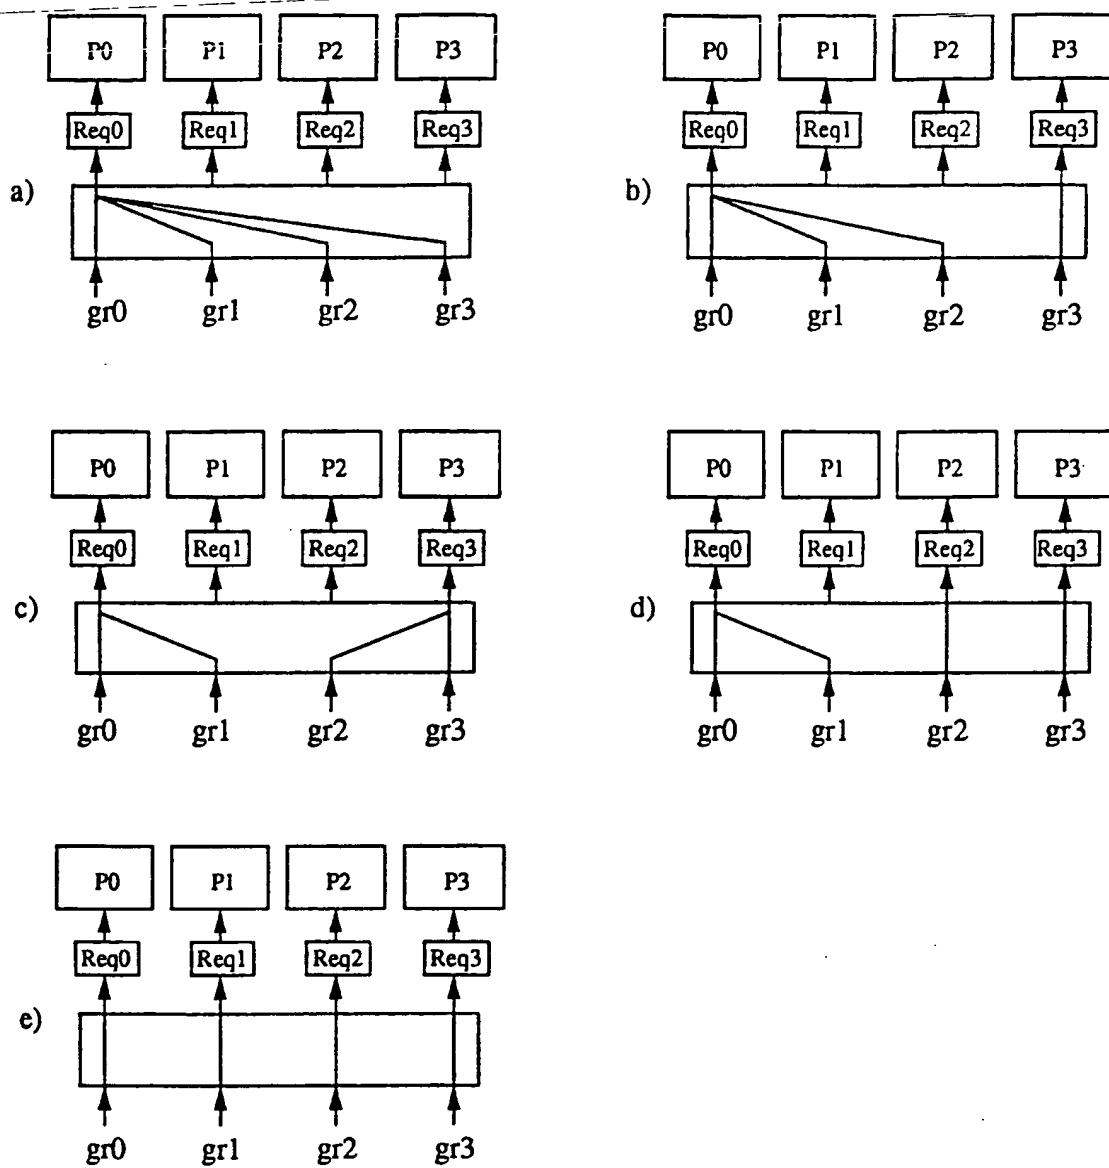 P0 P1 P2 P3
Req0 Req1 Req2 Req3
a)
gr0 gr1 gr2 gr3
P0 P1 P2 P3
Req0 Req1 Req2 Req3
b)
gr0 gr1 gr2 gr3
P0 P1 P2 P3
Req0 Req1 Req2 Req3
c)
gr0 gr1 gr2 gr3
P0 P1 P2 P3
Req0 Req1 Req2 Req3
d)
gr0 gr1 gr2 gr3
P0 P1 P2 P3
Req0 Req1 Req2 Req3
e)
gr0 gr1 gr2 gr3